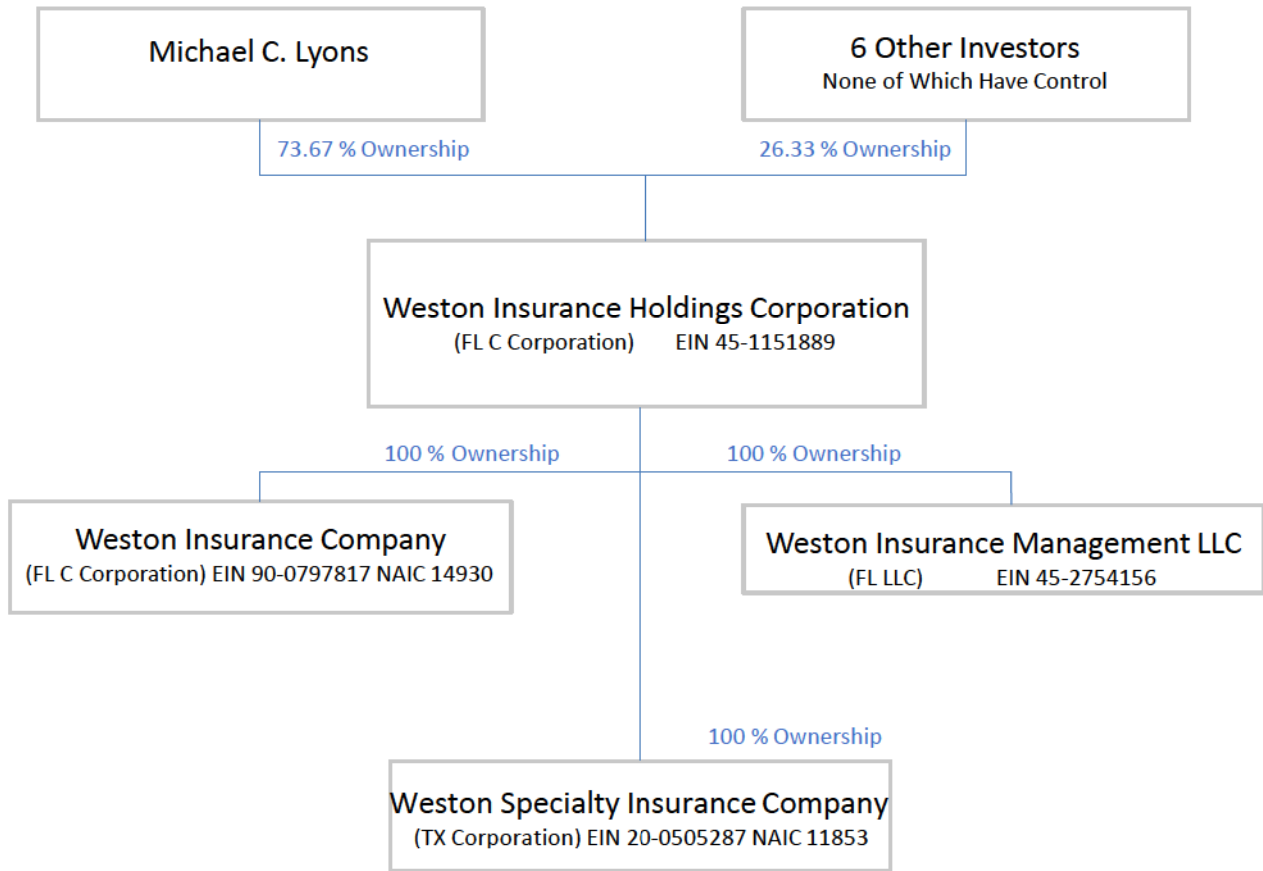 Michael C. Lyons
6 Other Investors
None of Which Have Control
73.67 % Ownership
26.33 % Ownership
Weston Insurance Holdings Corporation
(FL C Corporation) EIN 45-1151889
100 % Ownership
100 % Ownership
Weston Insurance Company
(FL C Corporation) EIN 90-0797817 NAIC 14930
Weston Insurance Management LLC
(FL LLC) EIN 45-2754156
100 % Ownership
Weston Specialty Insurance Company
(TX Corporation) EIN 20-0505287 NAIC 11853